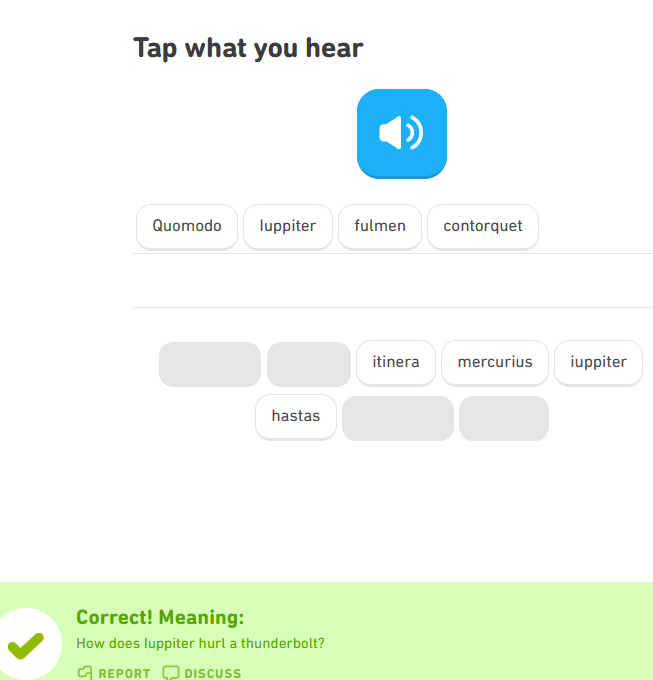 Tap what you hear
Quomodo Iuppiter fulmen contorquet
itinera mercurius iuppiter
hastas
Correct! Meaning:
How does Iuppiter hurl a thunderbolt?
REPORT DISCUSS